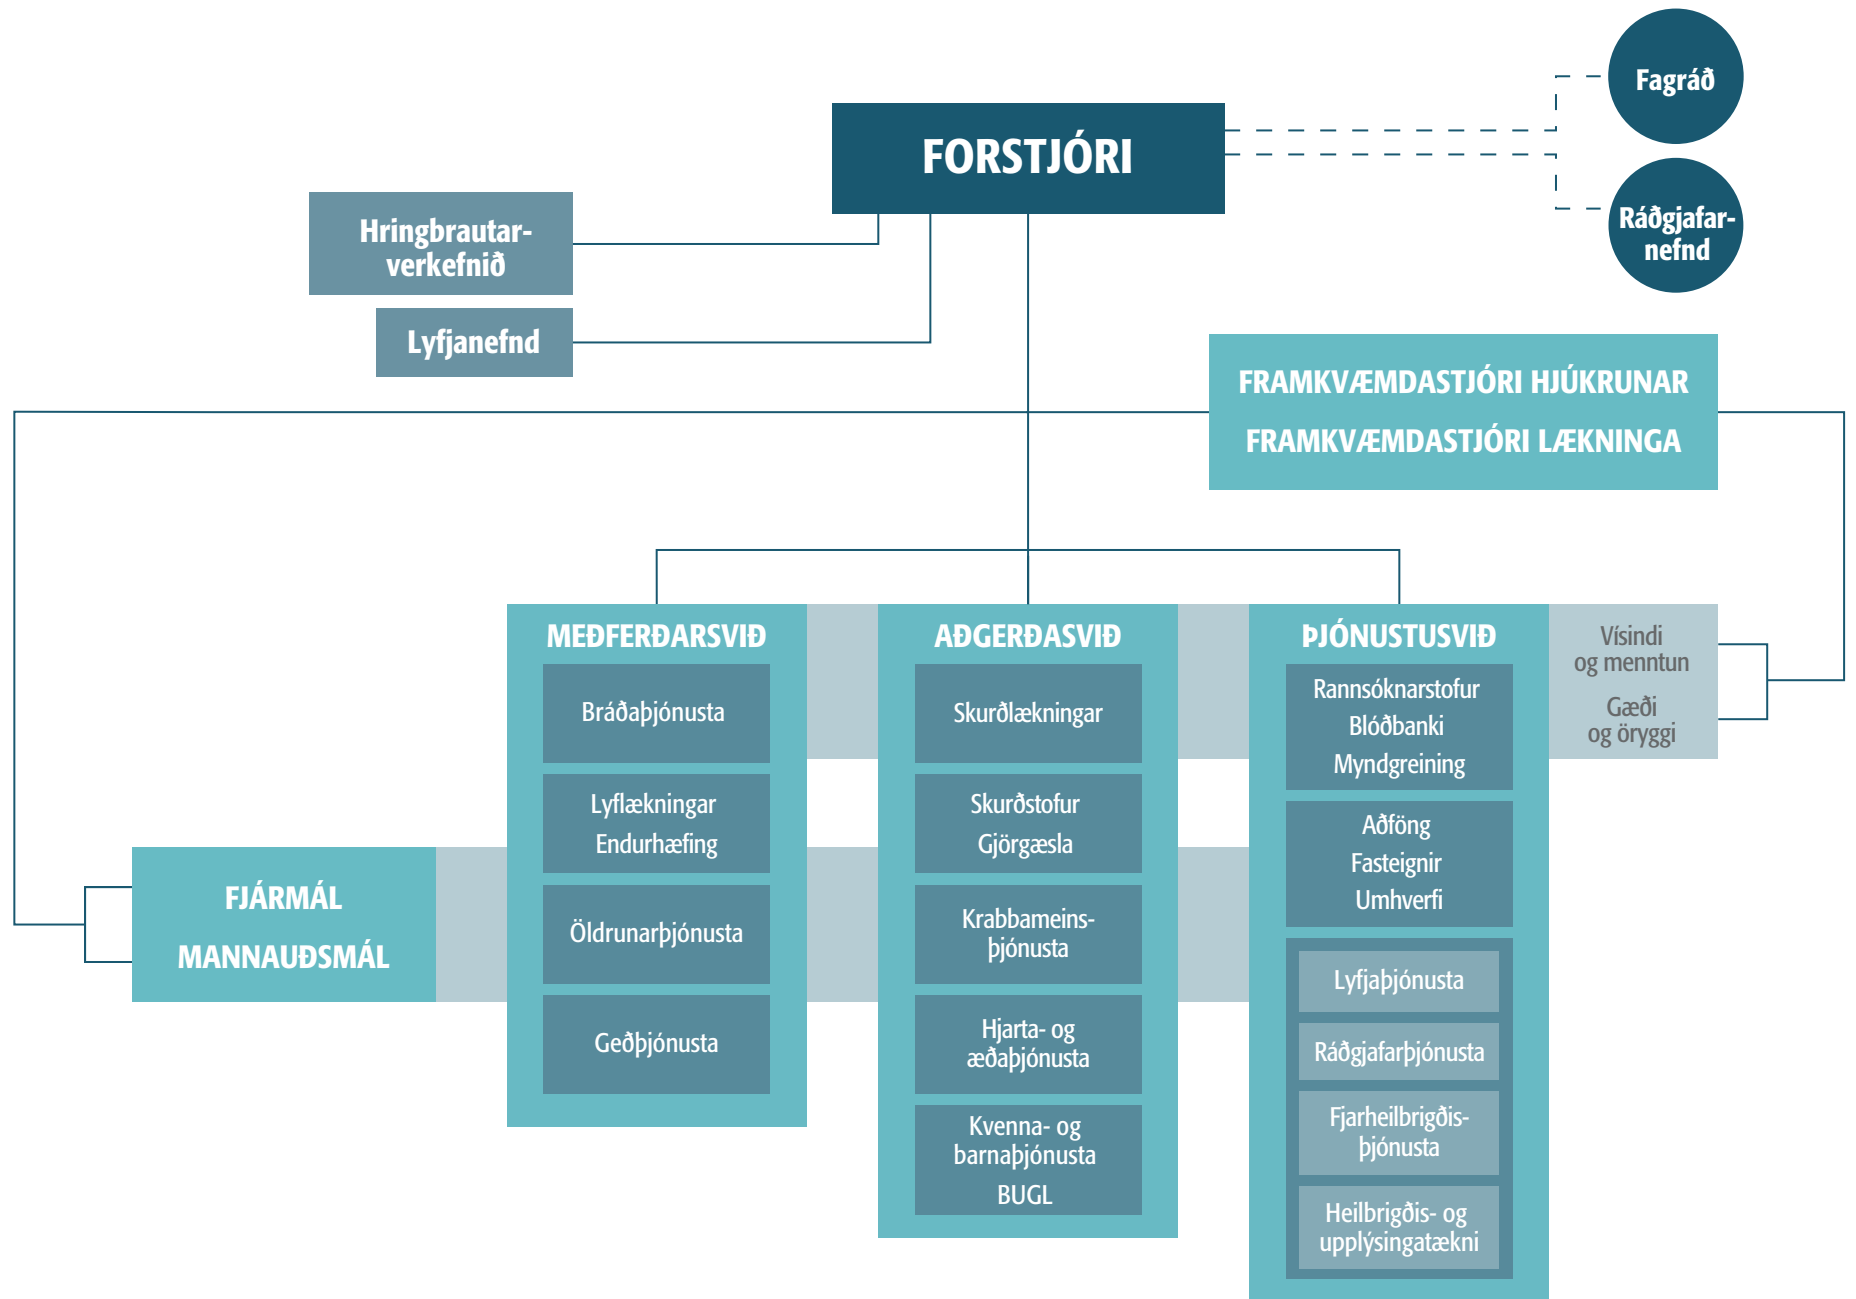 Fagráð
FORSTJÓRI
Ráðgjafar-
nefnd
Hringbrautar-
verkefnið
Lyfjanefnd
FRAMKVÆMDASTJÓRI HJÚKRUNAR
FRAMKVÆMDASTJÓRI LÆKNINGA
MEÐFERÐARSVIÐ
Bráðaþjónusta
Lyflækningar
Endurhæfing
Öldrunarþjónusta
Geðþjónusta
AÐGERÐASVIÐ
Skurðlækningar
Skurðstofur
Gjörgæsla
Krabbameins-
þjónusta
Hjarta- og
æðaþjónusta
Kvenna- og
barnaþjónusta
BUGL
ÞJÓNUSTUSVIÐ
Rannsóknarstofur
Blóðbanki
Myndgreining
Aðföng
Fasteignir
Umhverfi
Lyfjaþjónusta
Ráðgjafarþjónusta
Fjarheilbrigðis-
þjónusta
Heilbrigðis- og
upplýsingatækni
Vísindi
og menntun
Gæði
og öryggi
FJÁRMÁL
MANNAUÐSMÁL